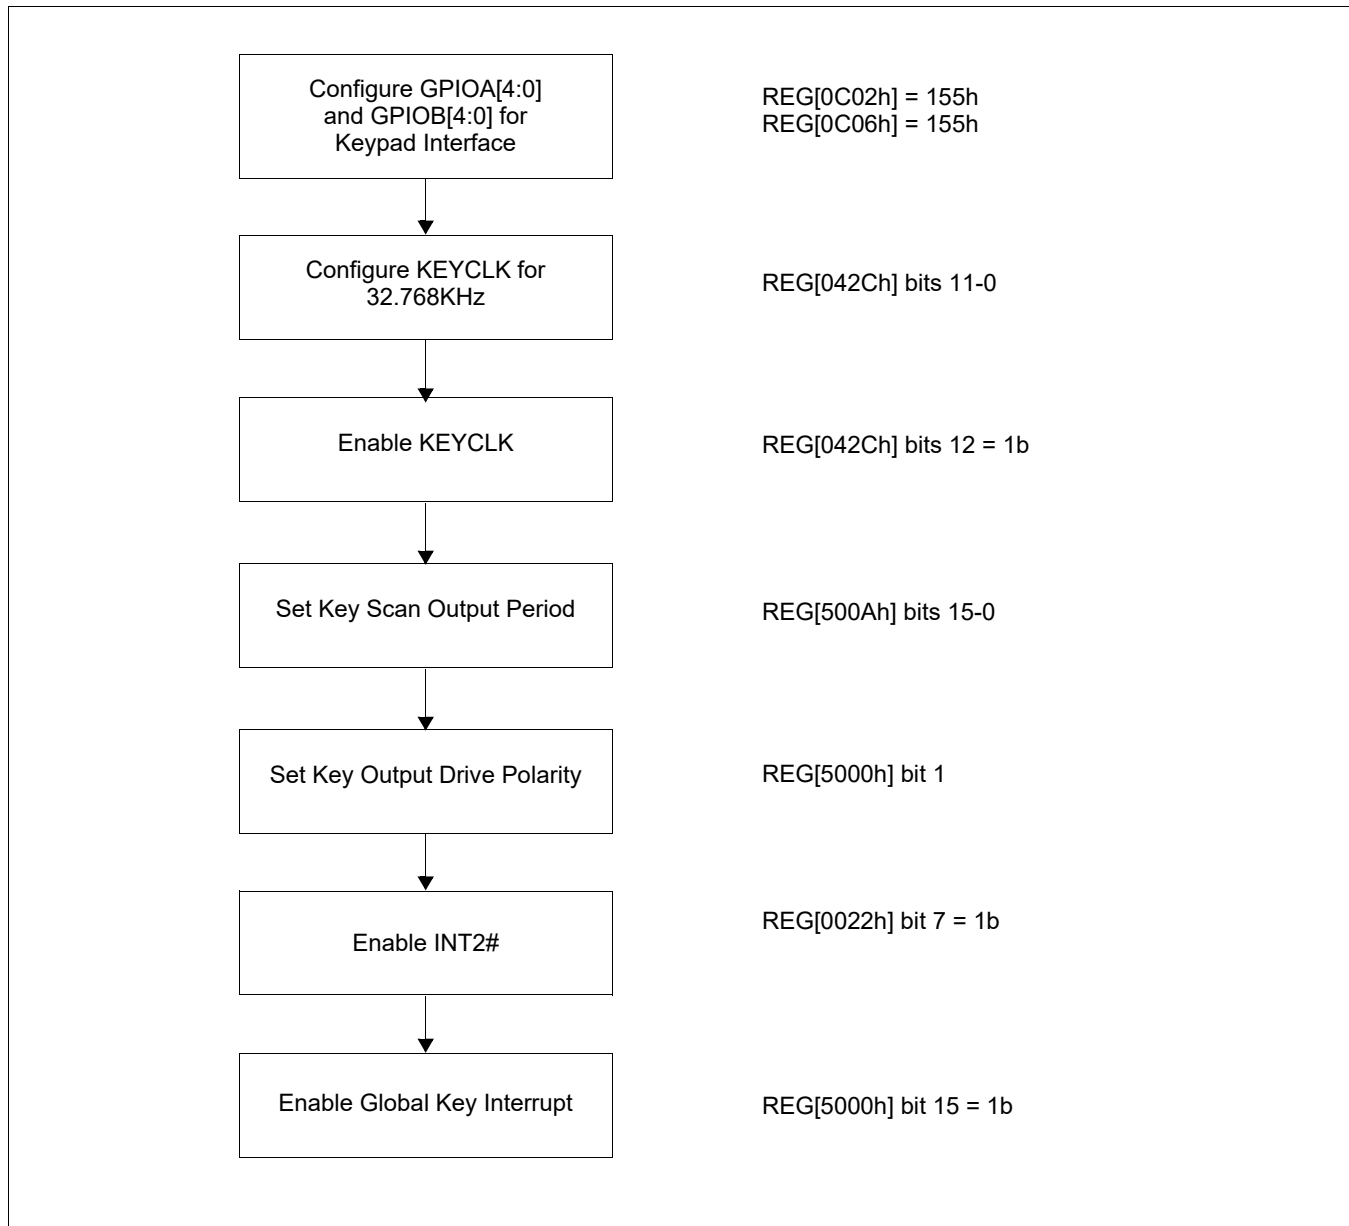 Configure GPIOA[4:0]
and GPIOB[4:0] for
Keypad Interface
REG[0C02h] = 155h
REG[0C06h] = 155h
Configure KEYCLK for
32.768KHz
REG[042Ch] bits 11-0
Enable KEYCLK
REG[042Ch] bits 12 = 1b
Set Key Scan Output Period
REG[500Ah] bits 15-0
Set Key Output Drive Polarity
REG[5000h] bit 1
Enable INT2#
REG[0022h] bit 7 = 1b
Enable Global Key Interrupt
REG[5000h] bit 15 = 1b